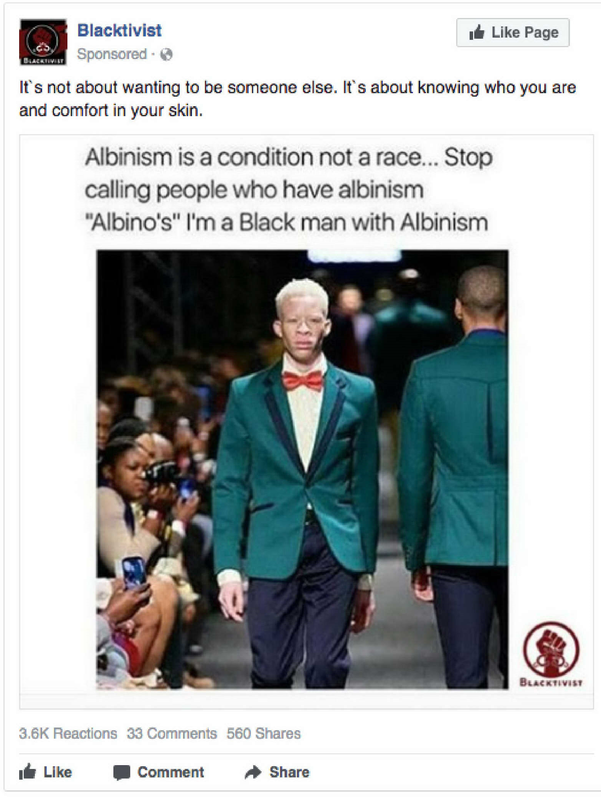 Blacktivist
Sponsored ·
Like Page
BLACKTIVIST
It`s not about wanting to be someone else. It`s about knowing who you are
and comfort in your skin.
Albinism is a condition not a race... Stop
calling people who have albinism
"Albino's" I'm a Black man with Albinism
BLACKTIVIST
3.6K Reactions 33 Comments 560 Shares
Like Comment Share